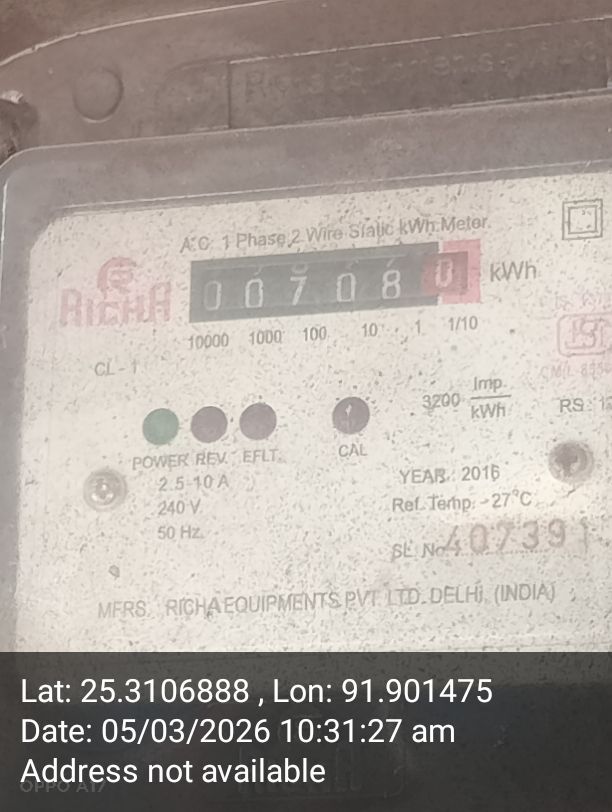 A.C. 1 Phase 2 Wire Static kWh Meter.
RICHA
0 0 7 0 8 0 kWh
10000 1000 100 10 1 1/10
CL - 1
3200 Imp. kWh
RS
POWER REV. EFLT. CAL
2.5-10 A
240 V
50 Hz.
YEAR : 2016
Ref. Temp. - 27°C
SL. No. 407391
MFRS. RICHA EQUIPMENTS PVT. LTD. DELHI. (INDIA)
Lat: 25.3106888 , Lon: 91.901475
Date: 05/03/2026 10:31:27 am
Address not available
OPPO A17